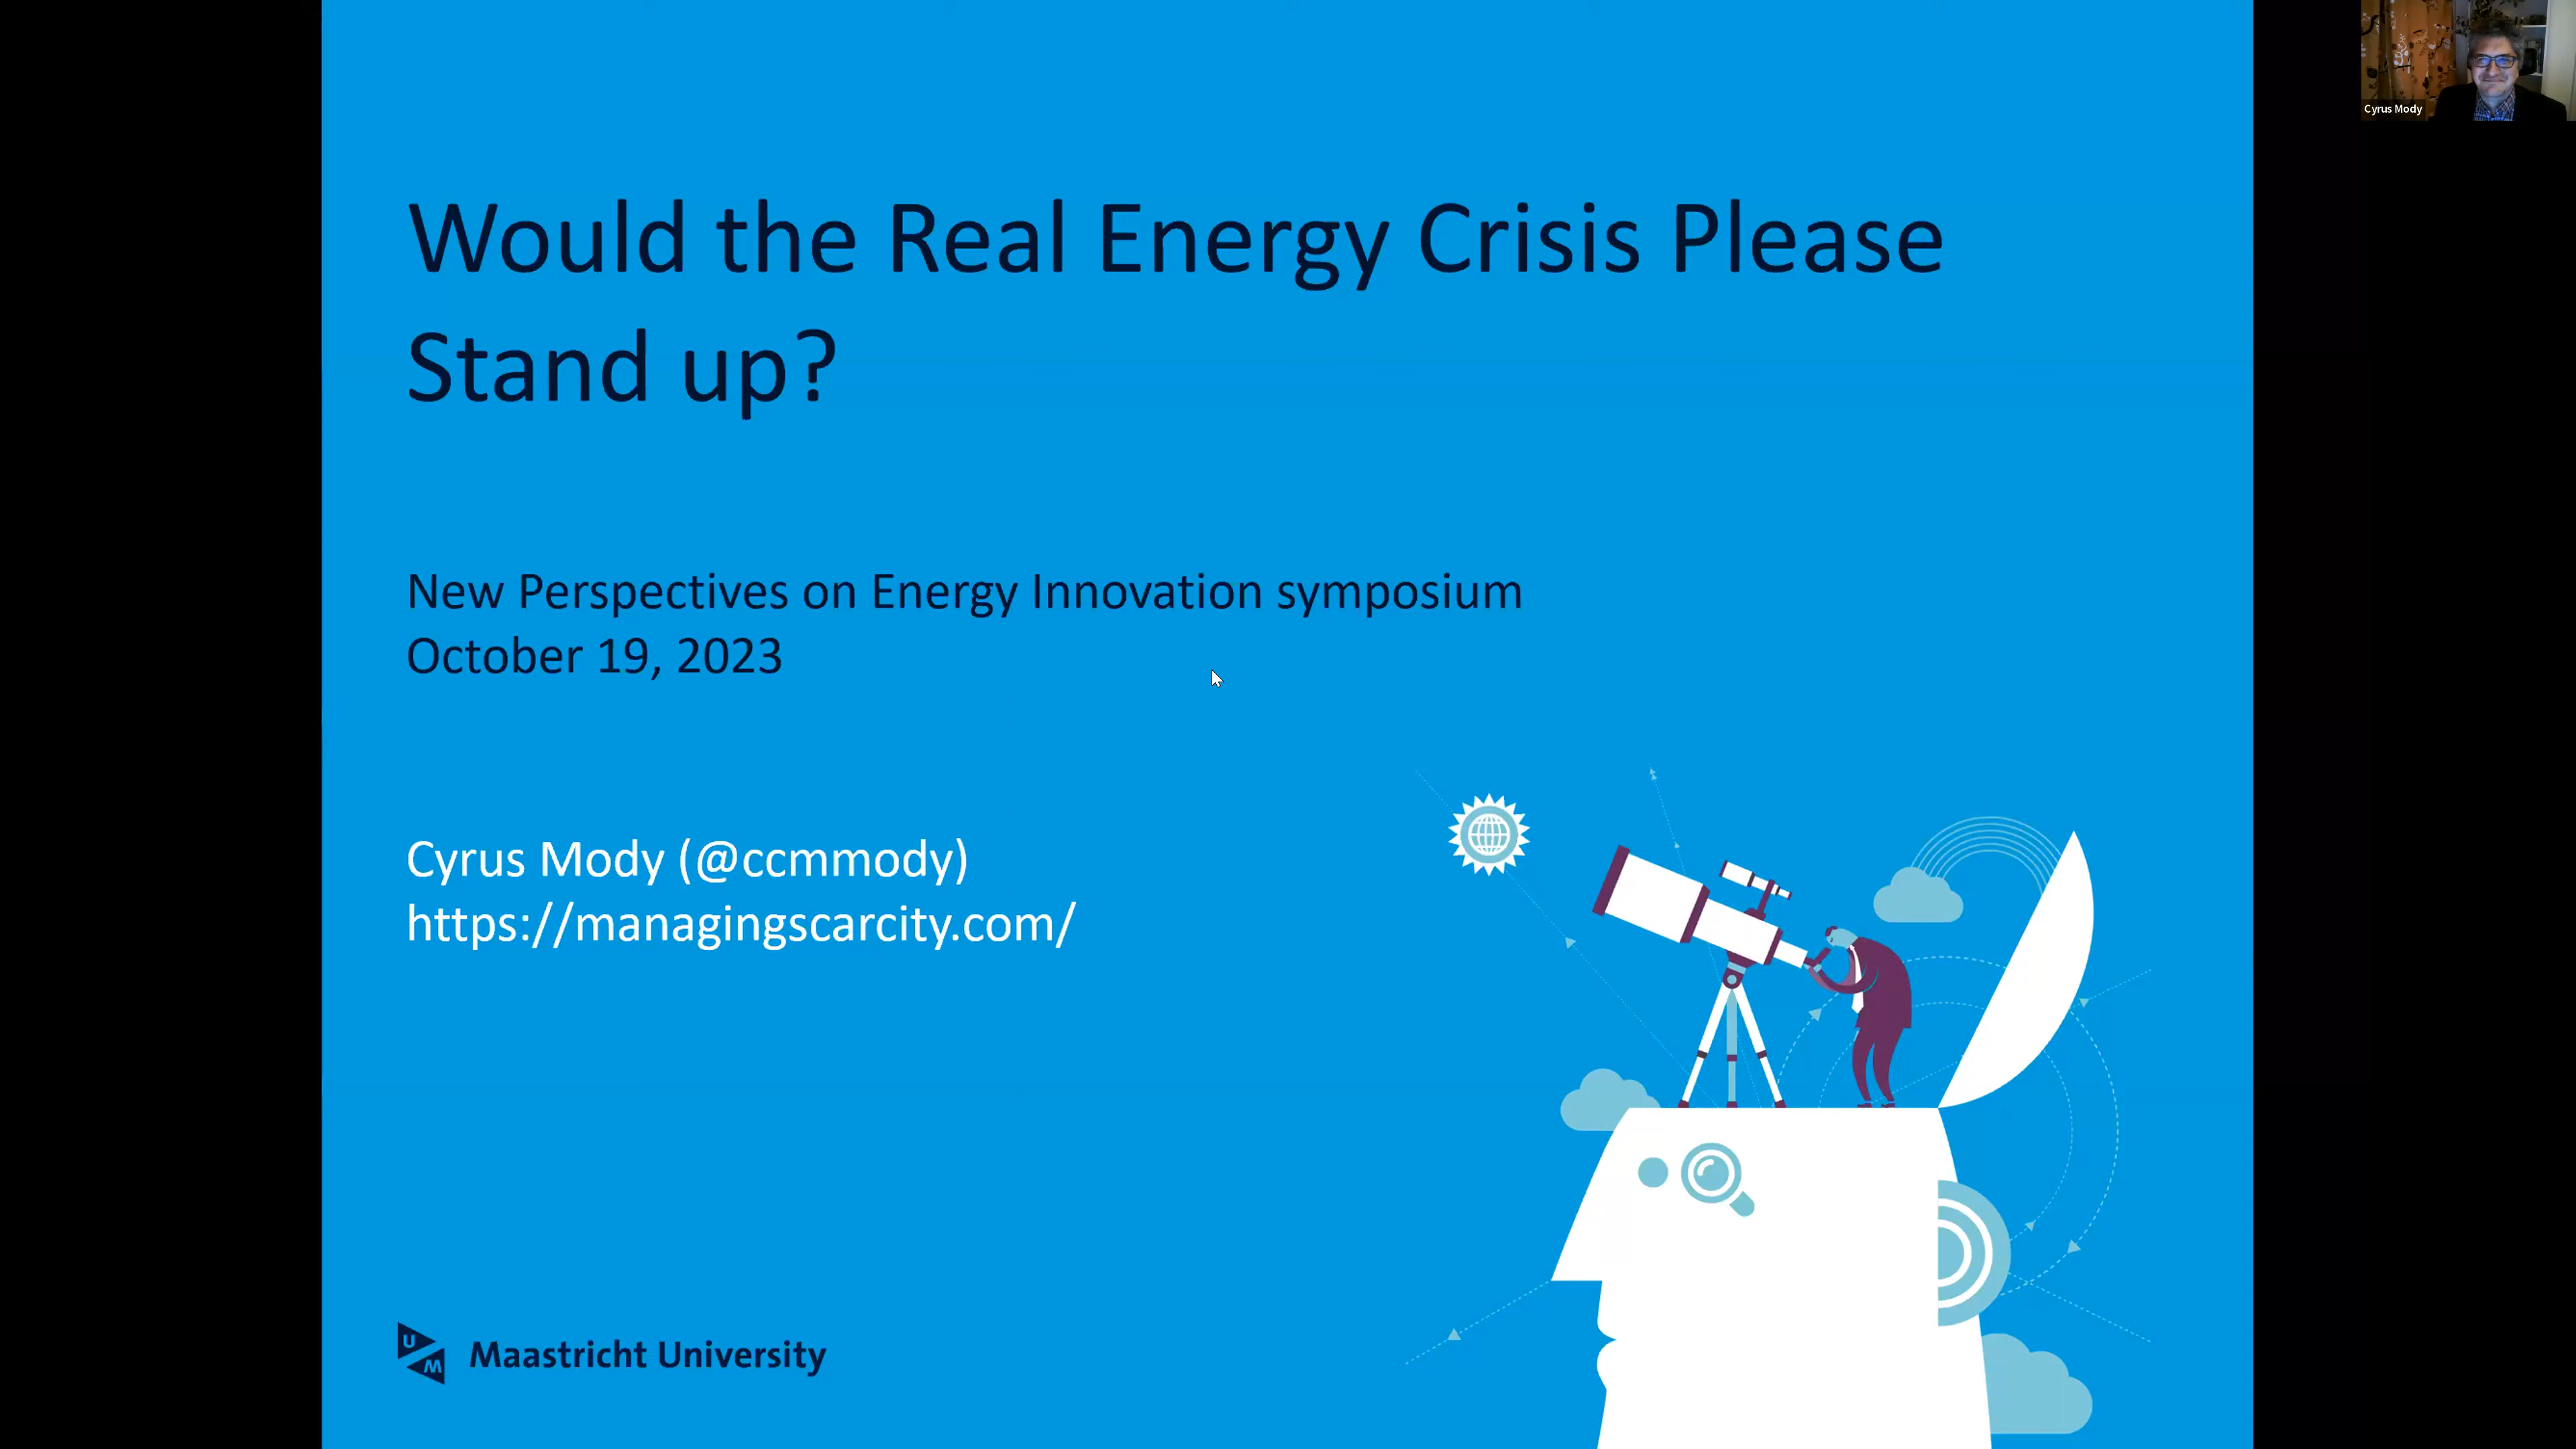 Would the Real Energy Crisis Please
Stand up?
New Perspectives on Energy Innovation symposium
October 19, 2023
Cyrus Mody (@ccmmody)
https://managingscarcity.com/
UM
Maastricht University
Cyrus Mody